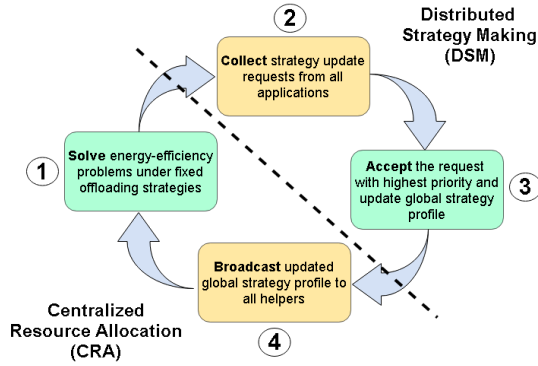 2
Distributed
Strategy Making
(DSM)
Collect strategy update
requests from all
applications
1
Solve energy-efficiency
problems under fixed
offloading strategies
Accept the request
with highest priority and
update global strategy
profile
3
Broadcast updated
global strategy profile to
all helpers
4
Centralized
Resource Allocation
(CRA)